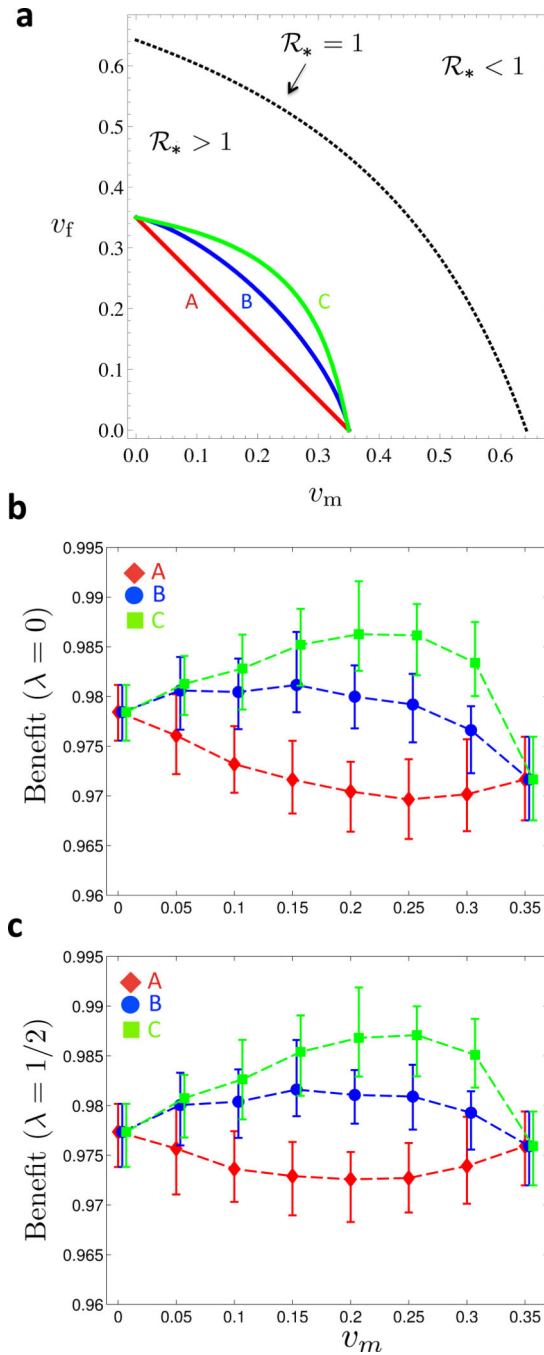 a
0.6
0.5
0.4
0.3
0.2
0.1
0.0
v_f
R_* = 1
R_* < 1
R_* > 1
A
B
C
0.0 0.1 0.2 0.3 0.4 0.5 0.6
v_m
b
0.995
0.99
0.985
0.98
0.975
0.97
0.965
0.96
Benefit (λ = 0)
A
B
C
0 0.05 0.1 0.15 0.2 0.25 0.3 0.35
c
0.995
0.99
0.985
0.98
0.975
0.97
0.965
0.96
Benefit (λ = 1/2)
A
B
C
0 0.05 0.1 0.15 0.2 0.25 0.3 0.35
v_m